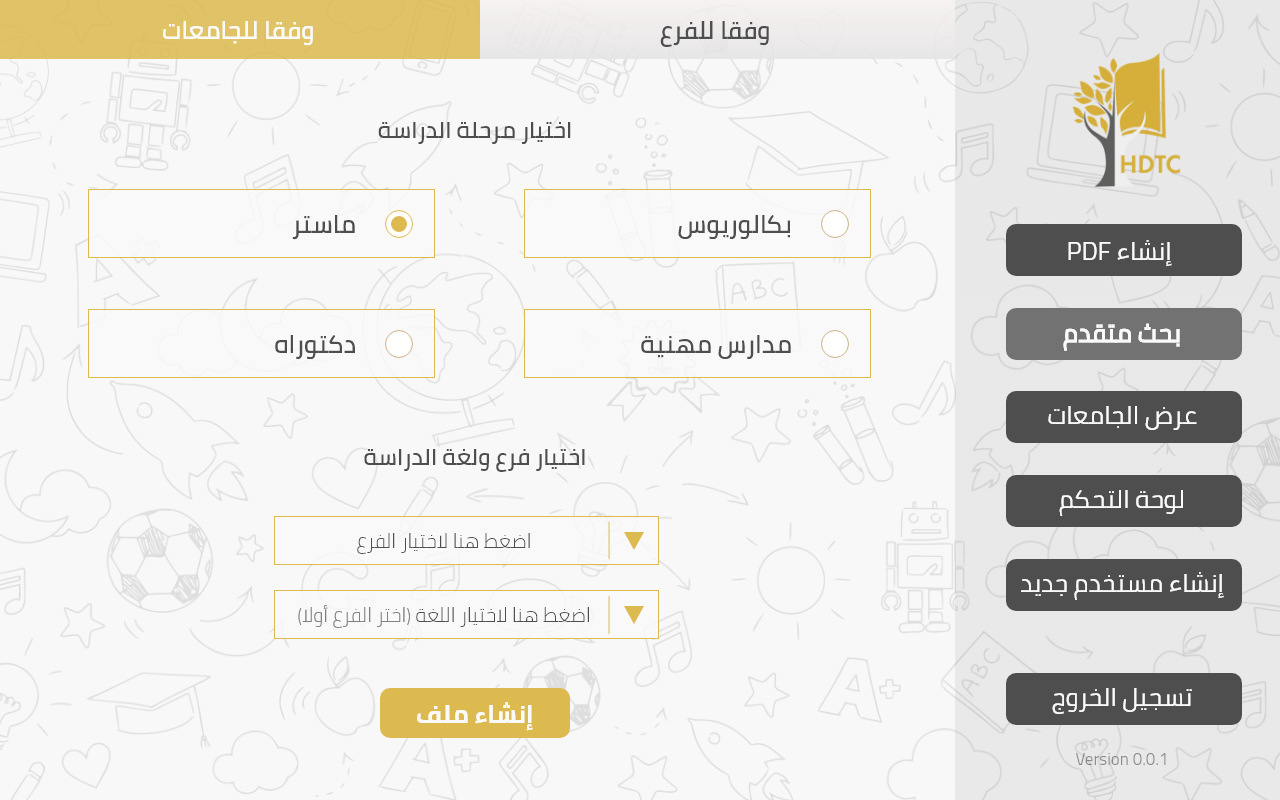 HDTC
إنشاء PDF
بحث متقدم
عرض الجامعات
لوحة التحكم
إنشاء مستخدم جديد
تسجيل الخروج
Version 0.0.1
وفقا للفرع
وفقا للجامعات
اختيار مرحلة الدراسة
بكالوريوس
ماستر
مدارس مهنية
دكتوراه
اختيار فرع ولغة الدراسة
اضغط هنا لاختيار الفرع
اضغط هنا لاختيار اللغة (اختر الفرع أولا)
إنشاء ملف
ABC
A+
A+
ABC
A+